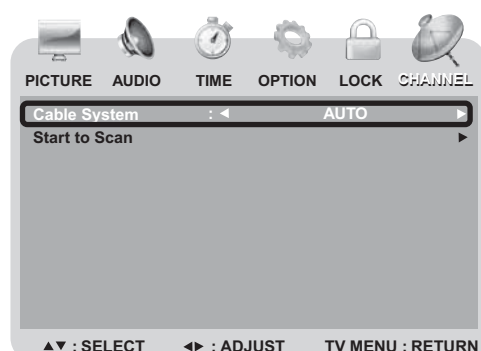 PICTURE AUDIO TIME OPTION LOCK CHANNEL
Cable System : ◀ AUTO ▶
Start to Scan ▶
▲▼ : SELECT ◀▶ : ADJUST TV MENU : RETURN